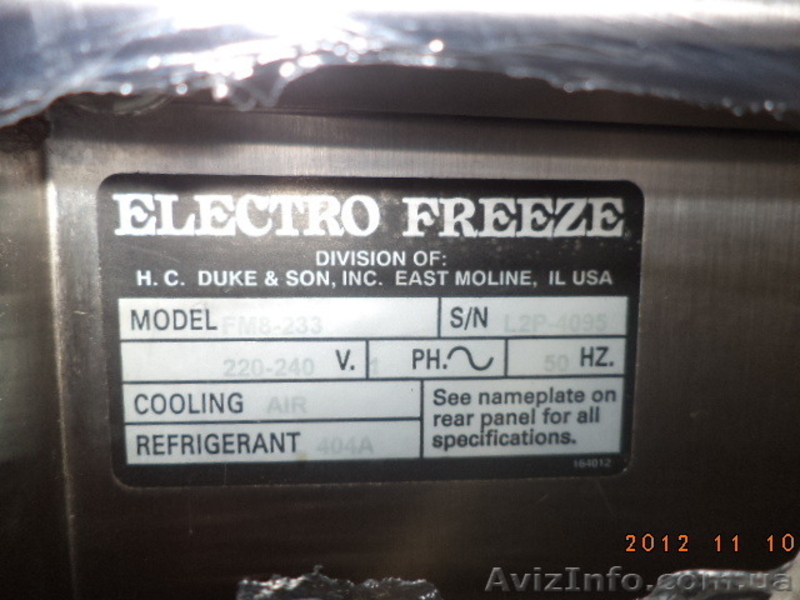 ELECTRO FREEZE
DIVISION OF:
H. C. DUKE & SON, INC. EAST MOLINE, IL USA
MODEL FM8-233 S/N L2P-4095
220-240 V. 1 PH. 50 HZ.
COOLING AIR
REFRIGERANT 404A
See nameplate on
rear panel for all
specifications.
164012
2012 11 10
AvizInfo.com.ua